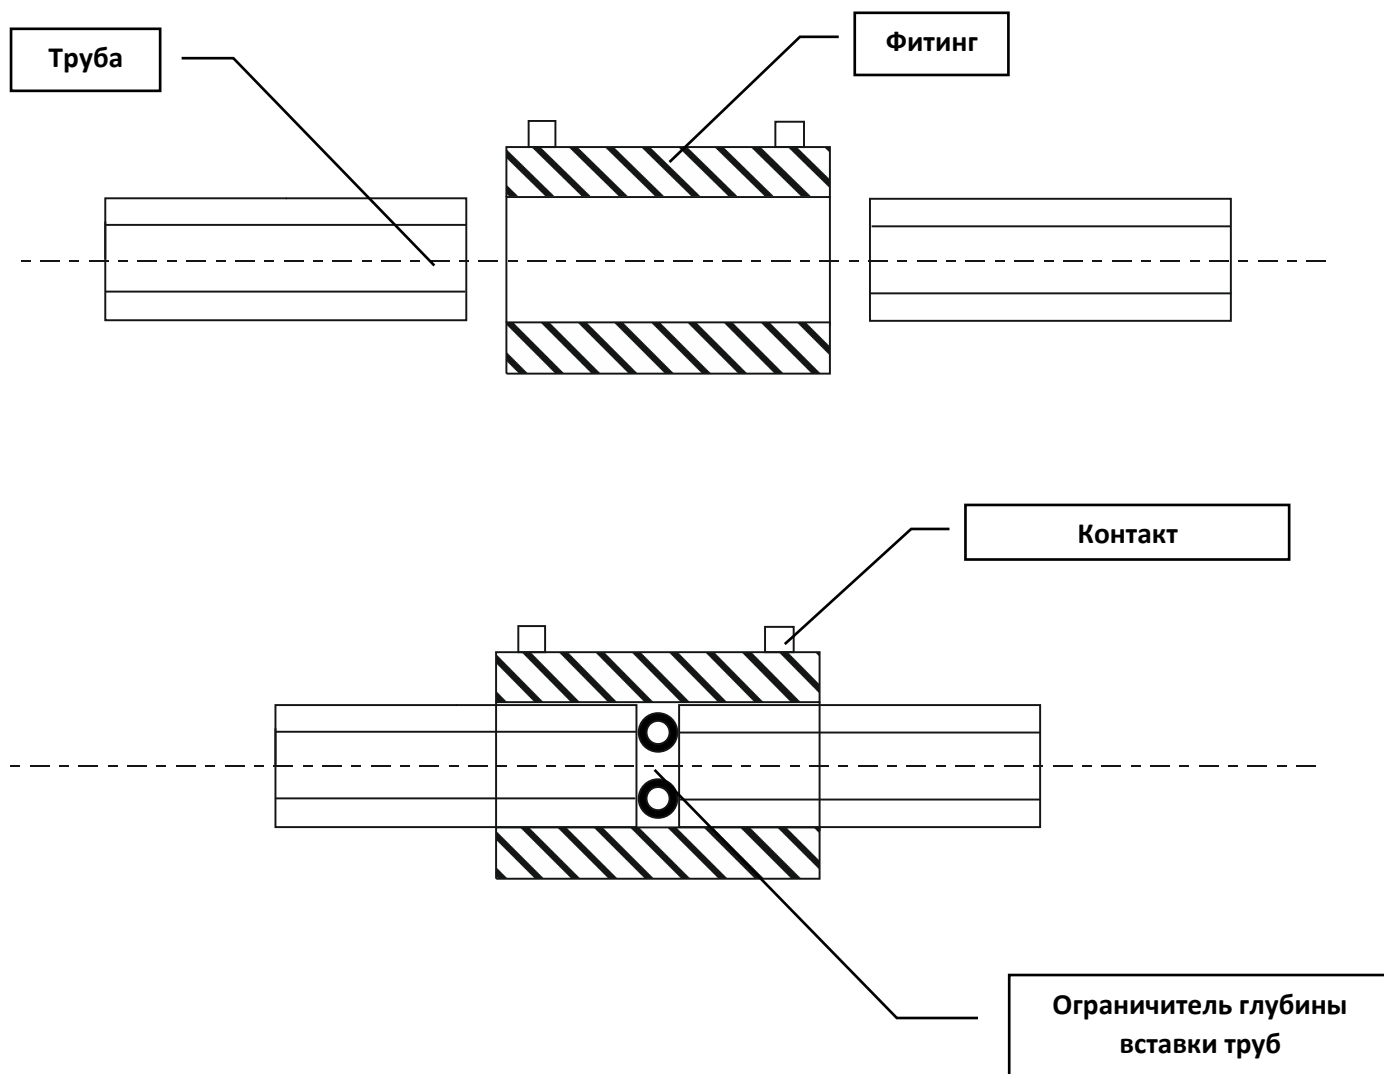 Труба
Фитинг
Контакт
Ограничитель глубины
вставки труб